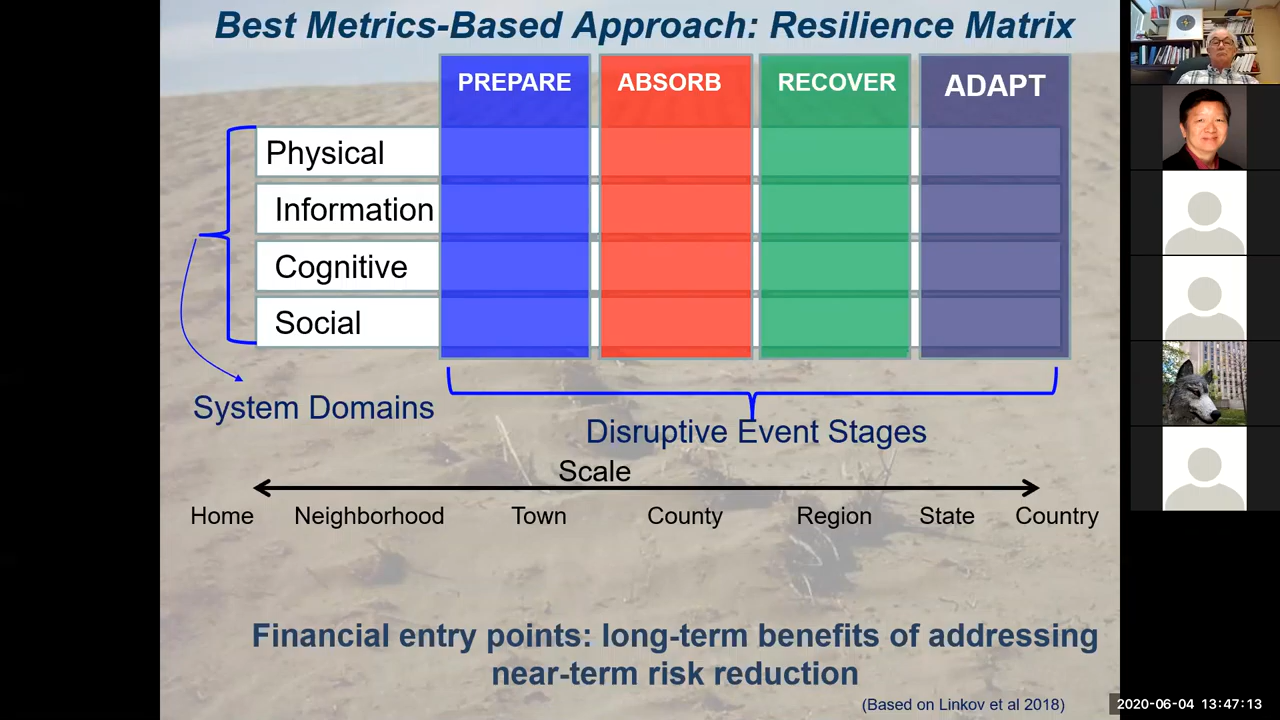 Best Metrics-Based Approach: Resilience Matrix
PREPARE ABSORB RECOVER ADAPT
Physical
Information
Cognitive
Social
System Domains
Disruptive Event Stages
Scale
Home Neighborhood Town County Region State Country
Financial entry points: long-term benefits of addressing
near-term risk reduction
(Based on Linkov et al 2018)
2020-06-04 13:47:13